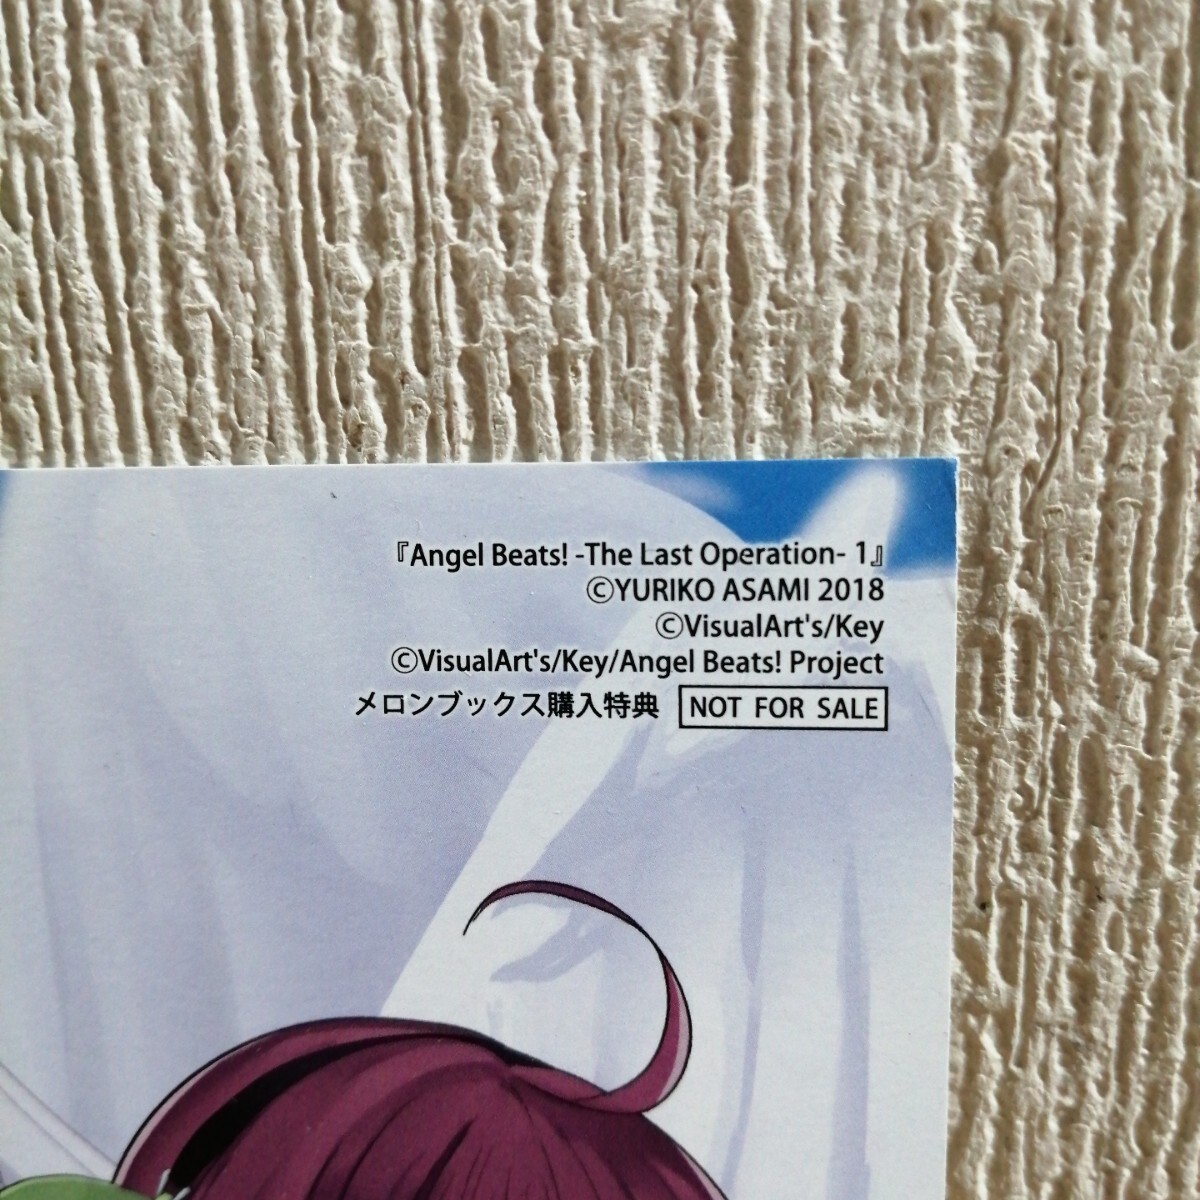 『Angel Beats! -The Last Operation- 1』
©YURIKO ASAMI 2018
©VisualArt's/Key
©VisualArt's/Key/Angel Beats! Project
メロンブックス購入特典 NOT FOR SALE